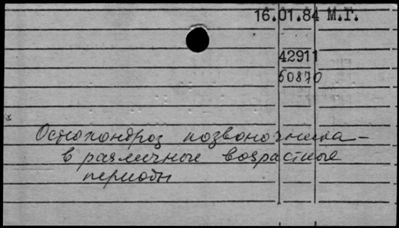 16.01.84 М.Г.
42911
60870
Остеохондроз позвоночника -
в различные возрастные
периоды